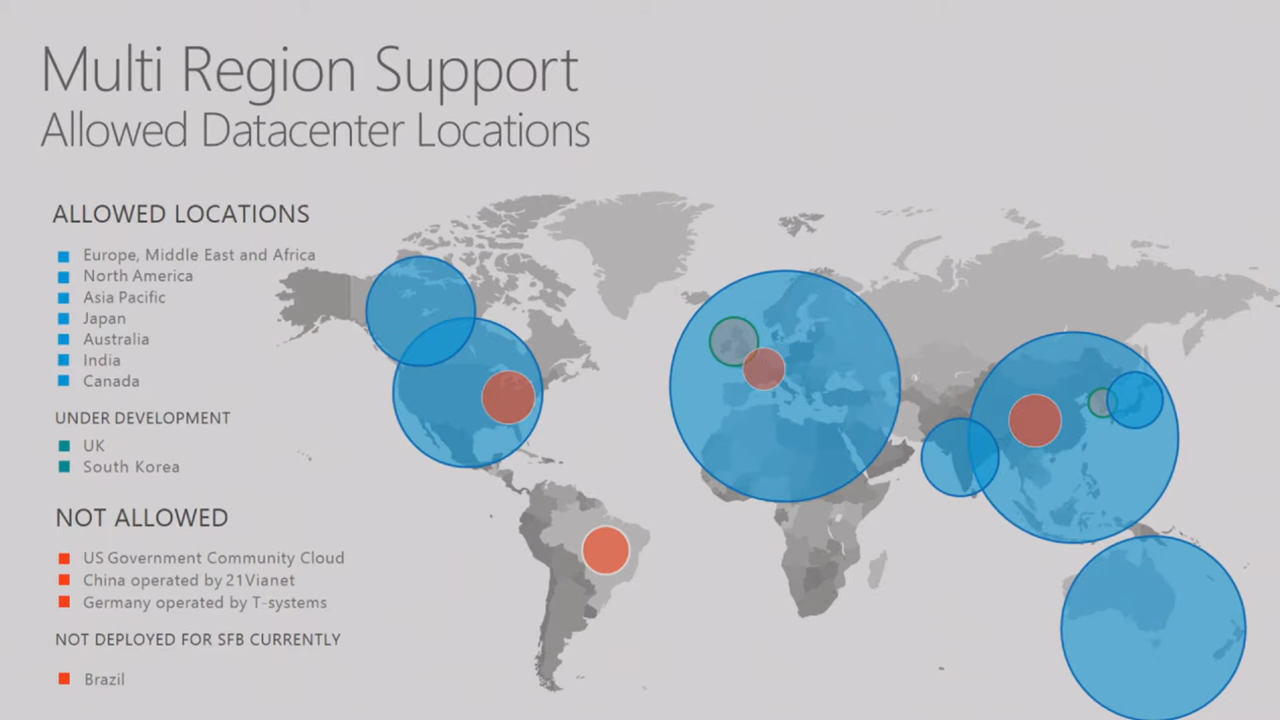 Multi Region Support
Allowed Datacenter Locations
ALLOWED LOCATIONS
Europe, Middle East and Africa
North America
Asia Pacific
Japan
Australia
India
Canada
UNDER DEVELOPMENT
UK
South Korea
NOT ALLOWED
US Government Community Cloud
China operated by 21Vianet
Germany operated by T-systems
NOT DEPLOYED FOR SFB CURRENTLY
Brazil